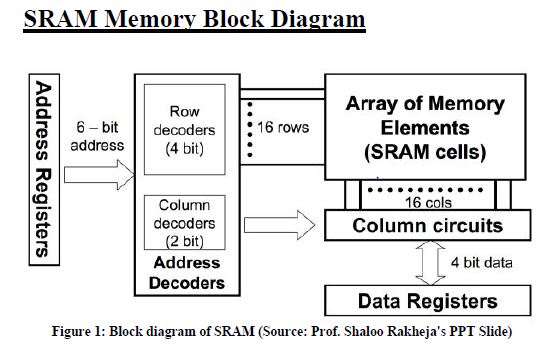 SRAM Memory Block Diagram
Address Registers
6 – bit
address
Row
decoders
(4 bit)
Column
decoders
(2 bit)
Address
Decoders
16 rows
Array of Memory
Elements
(SRAM cells)
16 cols
Column circuits
4 bit data
Data Registers
Figure 1: Block diagram of SRAM (Source: Prof. Shaloo Rakheja's PPT Slide)